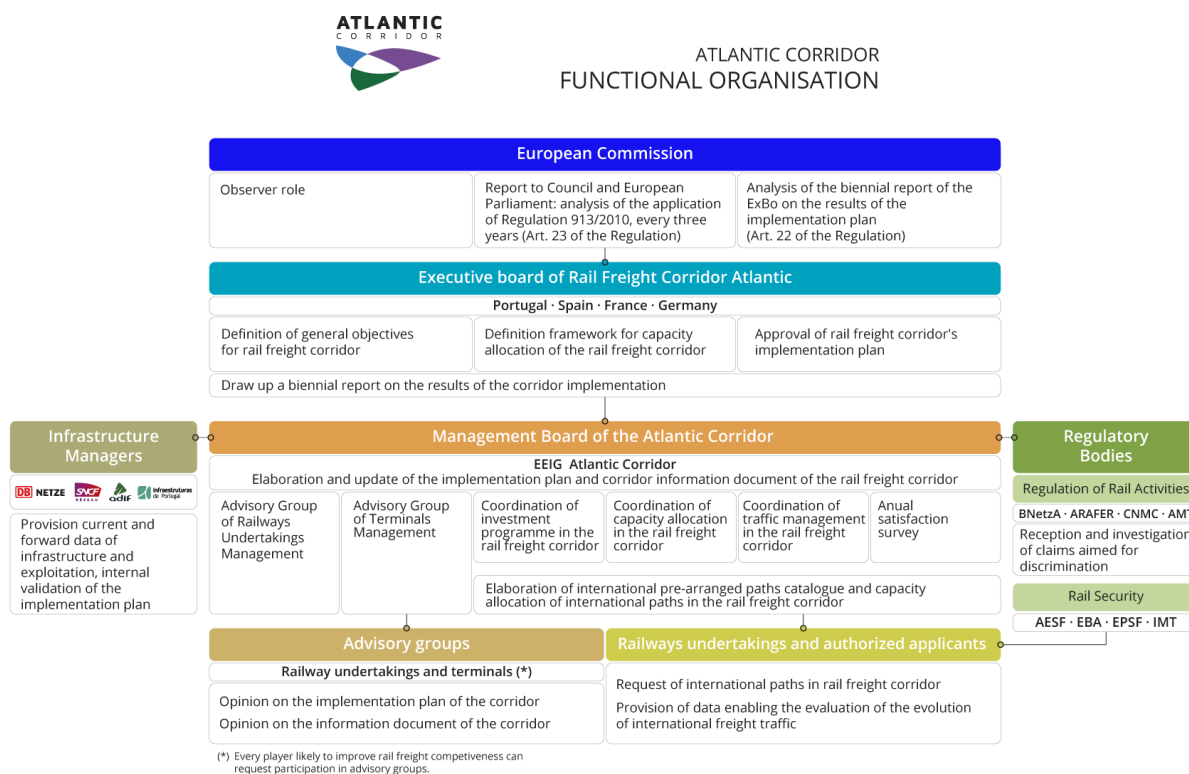 ATLANTIC
CORRIDOR
ATLANTIC CORRIDOR
FUNCTIONAL ORGANISATION
European Commission
Observer role
Report to Council and European
Parliament: analysis of the application
of Regulation 913/2010, every three
years (Art. 23 of the Regulation)
Analysis of the biennial report of the
ExBo on the results of the
implementation plan
(Art. 22 of the Regulation)
Executive board of Rail Freight Corridor Atlantic
Portugal · Spain · France · Germany
Definition of general objectives
for rail freight corridor
Definition framework for capacity
allocation of the rail freight corridor
Approval of rail freight corridor's
implementation plan
Draw up a biennial report on the results of the corridor implementation
Infrastructure
Managers
DB NETZE
SNCF
RÉSEAU
adif
Infraestruturas
de Portugal
Provision current and
forward data of
infrastructure and
exploitation, internal
validation of the
implementation plan
Management Board of the Atlantic Corridor
EEIG Atlantic Corridor
Elaboration and update of the implementation plan and corridor information document of the rail freight corridor
Advisory Group
of Railways
Undertakings
Management
Advisory Group
of Terminals
Management
Coordination of
investment
programme in the
rail freight corridor
Coordination of
capacity allocation
in the rail freight
corridor
Coordination of
traffic management
in the rail freight
corridor
Anual
satisfaction
survey
Elaboration of international pre-arranged paths catalogue and capacity
allocation of international paths in the rail freight corridor
Regulatory
Bodies
Regulation of Rail Activities
BNetzA · ARAFER · CNMC · AMT
Reception and investigation
of claims aimed for
discrimination
Rail Security
AESF · EBA · EPSF · IMT
Advisory groups
Railway undertakings and terminals (*)
Opinion on the implementation plan of the corridor
Opinion on the information document of the corridor
Railways undertakings and authorized applicants
Request of international paths in rail freight corridor
Provision of data enabling the evaluation of the evolution
of international freight traffic
(*) Every player likely to improve rail freight competiveness can
request participation in advisory groups.